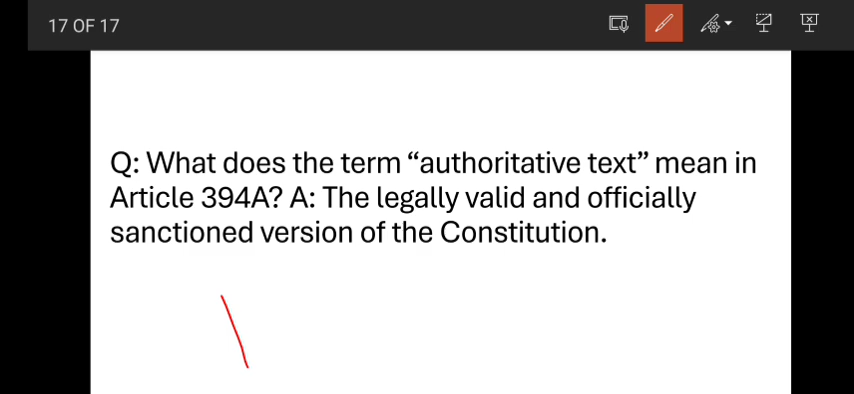 17 OF 17
Q: What does the term “authoritative text” mean in
Article 394A? A: The legally valid and officially
sanctioned version of the Constitution.